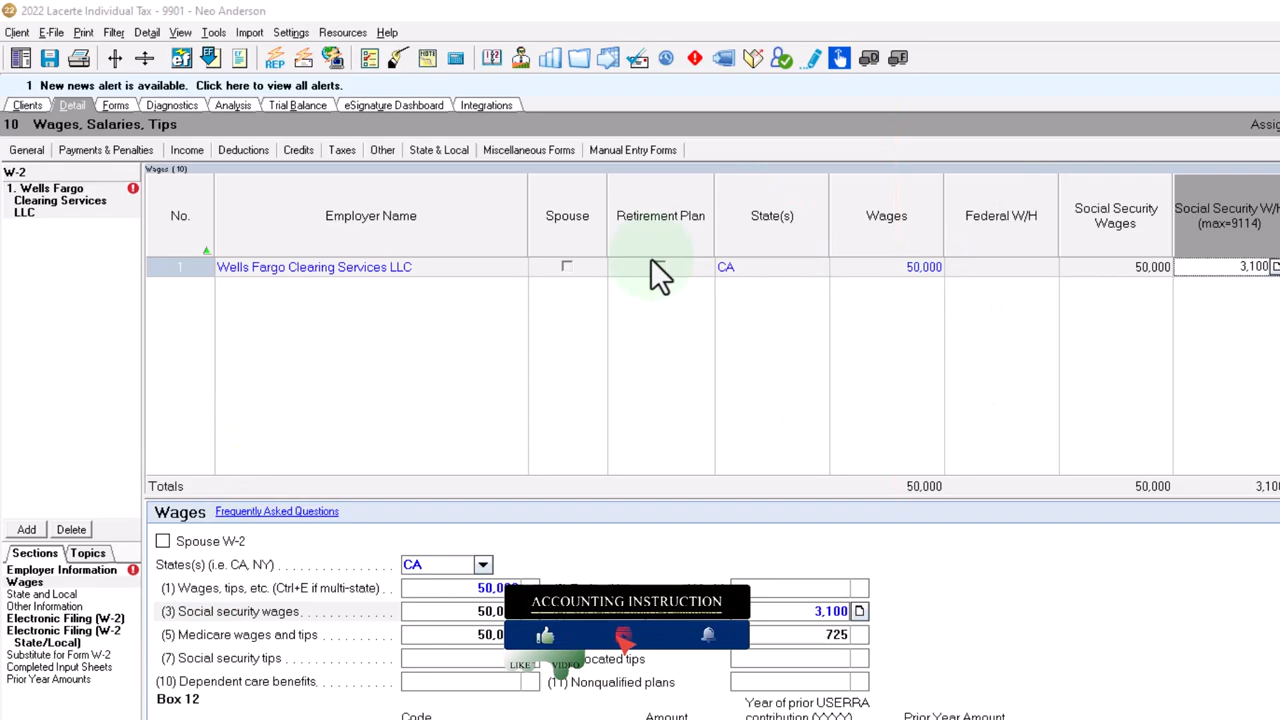 2022 Lacerte Individual Tax - 9901 - Neo Anderson
Client E-File Print Filter Detail View Tools Import Settings Resources Help
1 New news alert is available. Click here to view all alerts.
Clients Detail Forms Diagnostics Analysis Trial Balance eSignature Dashboard Integrations
10 Wages, Salaries, Tips
General Payments & Penalties Income Deductions Credits Taxes Other State & Local Miscellaneous Forms Manual Entry Forms
W-2
1. Wells Fargo
Clearing Services
LLC
Wages (10)
No. Employer Name Spouse Retirement Plan State(s) Wages Federal W/H Social Security Wages Social Security W/H (max=9114)
1 Wells Fargo Clearing Services LLC CA 50,000 50,000 3,100
Totals 50,000 50,000 3,100
Add Delete
Sections Topics
Employer Information
Wages
State and Local
Other Information
Electronic Filing (W-2)
Electronic Filing (W-2
State/Local)
Substitute for Form W-2
Completed Input Sheets
Prior Year Amounts
Wages Frequently Asked Questions
Spouse W-2
States(s) (i.e. CA, NY) CA
(1) Wages, tips, etc. (Ctrl+E if multi-state)
(3) Social security wages 3,100
(5) Medicare wages and tips 725
(7) Social security tips
(10) Dependent care benefits (11) Nonqualified plans
Box 12
Code Amount Year of prior USERRA contribution (YYYY) Prior Year Amount
ACCOUNTING INSTRUCTION
LIKE VIDEO